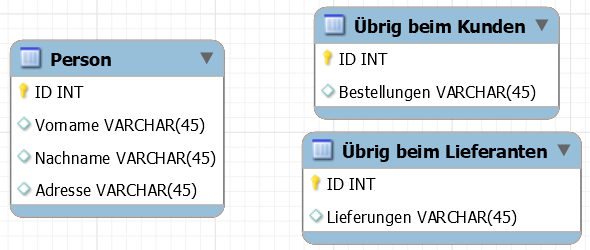 Person
ID INT
Vorname VARCHAR(45)
Nachname VARCHAR(45)
Adresse VARCHAR(45)
Übrig beim Kunden
ID INT
Bestellungen VARCHAR(45)
Übrig beim Lieferanten
ID INT
Lieferungen VARCHAR(45)